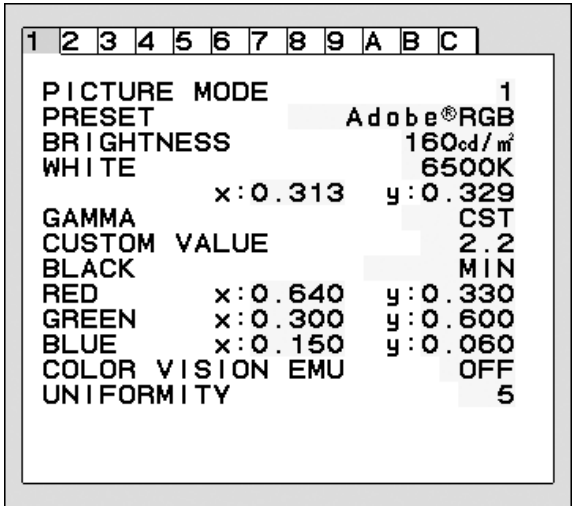 1 2 3 4 5 6 7 8 9 A B C
PICTURE MODE 1
PRESET Adobe®RGB
BRIGHTNESS 160cd/㎡
WHITE 6500K
x:0.313 y:0.329
GAMMA CST
CUSTOM VALUE 2.2
BLACK MIN
RED x:0.640 y:0.330
GREEN x:0.300 y:0.600
BLUE x:0.150 y:0.060
COLOR VISION EMU OFF
UNIFORMITY 5